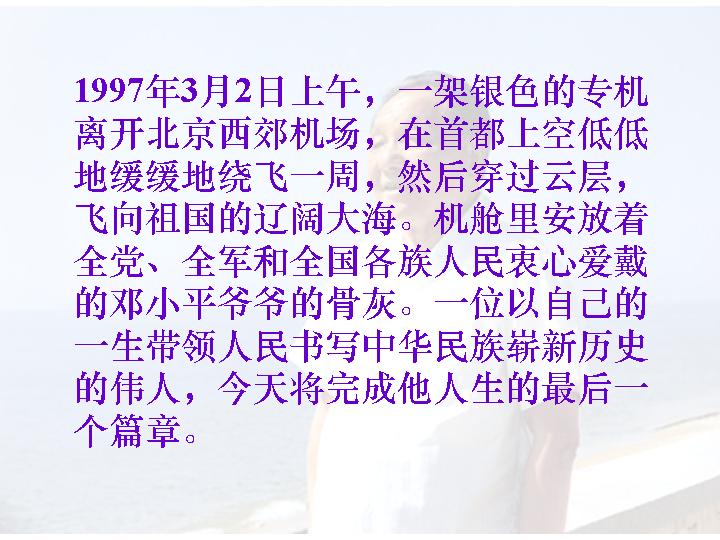 1997年3月2日上午，一架银色的专机
离开北京西郊机场，在首都上空低低
地缓缓地绕飞一周，然后穿过云层，
飞向祖国的辽阔大海。机舱里安放着
全党、全军和全国各族人民衷心爱戴
的邓小平爷爷的骨灰。一位以自己的
一生带领人民书写中华民族崭新历史
的伟人，今天将完成他人生的最后一
个篇章。